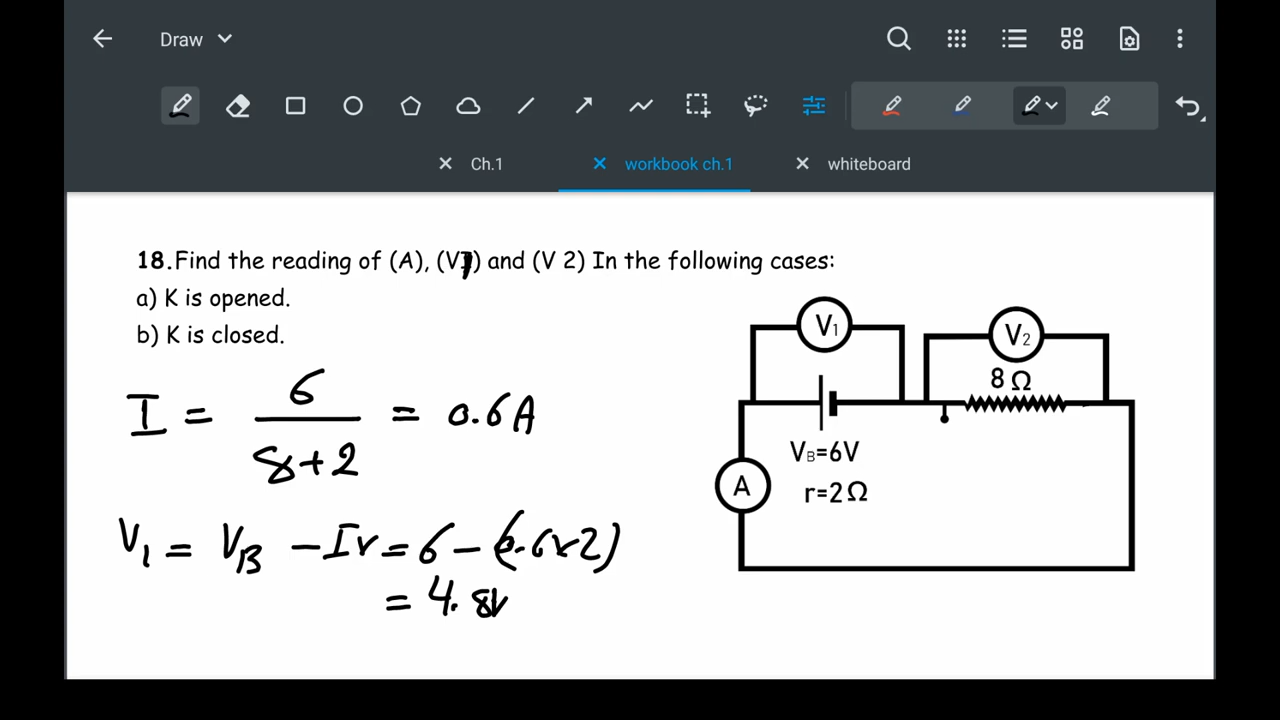 Draw
Ch.1
workbook ch.1
whiteboard
18.Find the reading of (A), (V1) and (V 2) In the following cases:
a) K is opened.
b) K is closed.
I = 6 / 8+2 = 0.6A
V1 = VB - Ir = 6 - (0.6x2)
= 4.8V
V1
V2
8 Ω
VB=6V
r=2 Ω
A